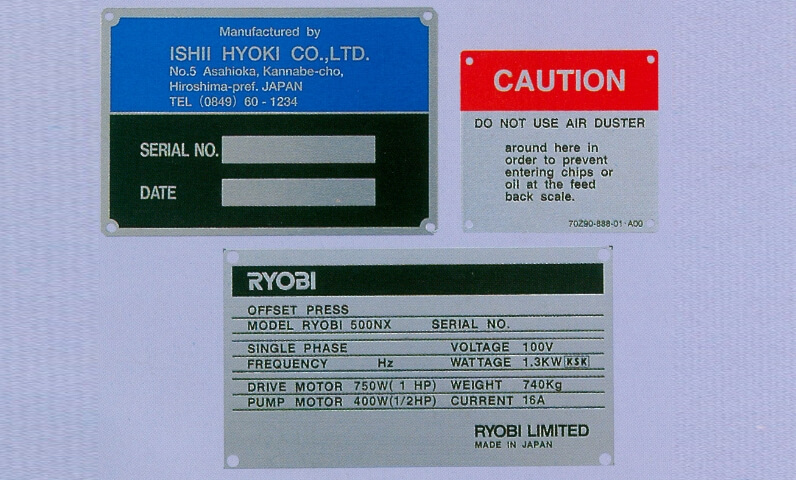 Manufactured by
ISHII HYOKI CO.,LTD.
No.5 Asahioka, Kannabe-cho,
Hiroshima-pref. JAPAN
TEL (0849) 60-1234
SERIAL NO.
DATE
CAUTION
DO NOT USE AIR DUSTER
around here in
order to prevent
entering chips or
oil at the feed
back scale.
70Z90-888-01-A00
RYOBI
OFFSET PRESS
MODEL RYOBI 500NX SERIAL NO.
SINGLE PHASE VOLTAGE 100V
FREQUENCY Hz WATTAGE 1.3KW KSK
DRIVE MOTOR 750W(1 HP) WEIGHT 740Kg
PUMP MOTOR 400W(1/2HP) CURRENT 16A
RYOBI LIMITED
MADE IN JAPAN